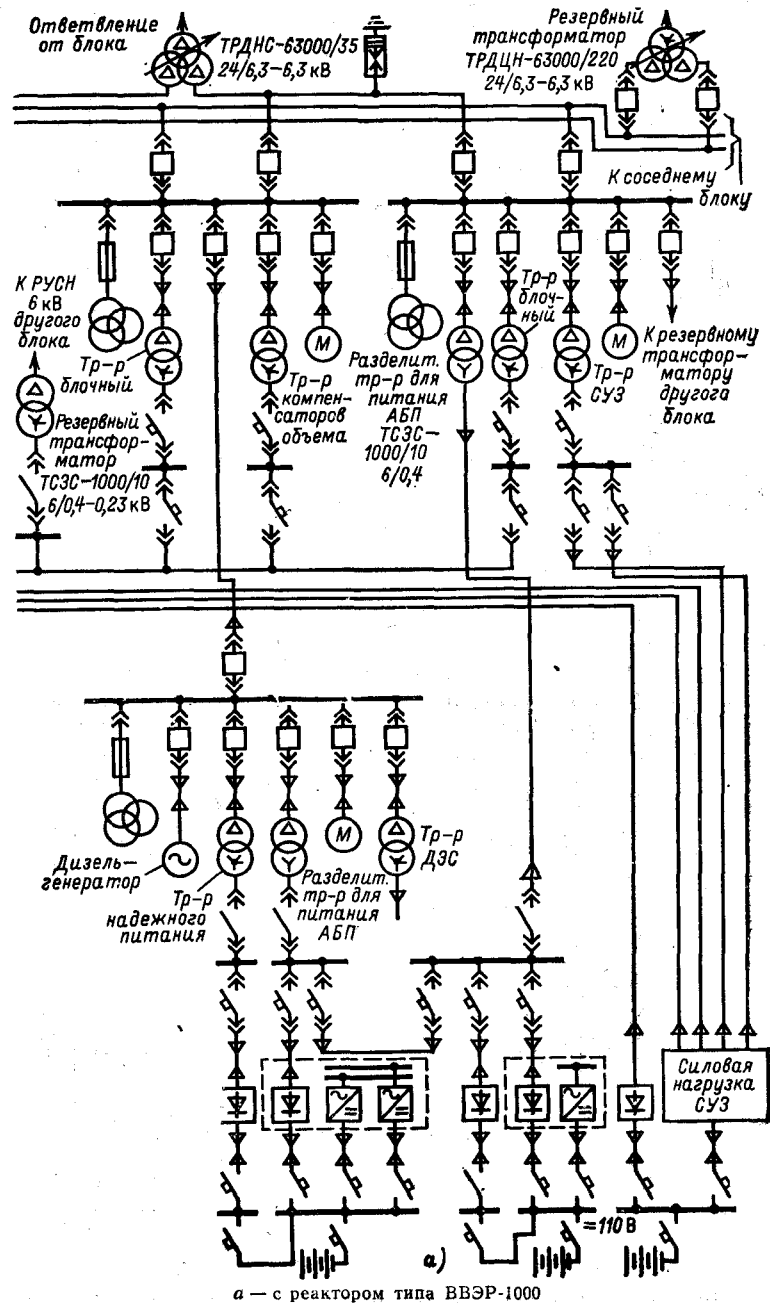 Ответвление
от блока
ТРДНС-63000/35
24/6,3-6,3 кВ
Резервный
трансформатор
ТРДЦН-63000/220
24/6,3-6,3 кВ
К соседнему
блоку
К РУСН
6 кВ
другого
блока
Тр-р
блочный
Резервный
трансфор-
матор
ТСЗС-1000/10
6/0,4-0,23 кВ
М
Тр-р
компен-
саторов
объема
Разделит.
тр-р для
питания
АБП
ТСЗС-
1000/10
6/0,4
Тр-р
блоч-
ный
М
Тр-р
СУЗ
К резервному
трансфор-
матору
другого
блока
Дизель-
генератор
Тр-р
надежного
питания
М
Разделит.
тр-р для
питания
АБП
Тр-р
ДЭС
Силовая
нагрузка
СУЗ
=110 В
а)
а — с реактором типа ВВЭР-1000